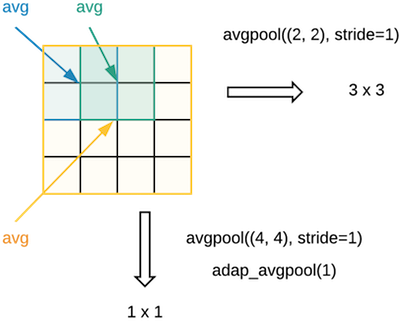 avg
avg
avgpool((2, 2), stride=1)
3 x 3
avg
avgpool((4, 4), stride=1)
adap_avgpool(1)
1 x 1